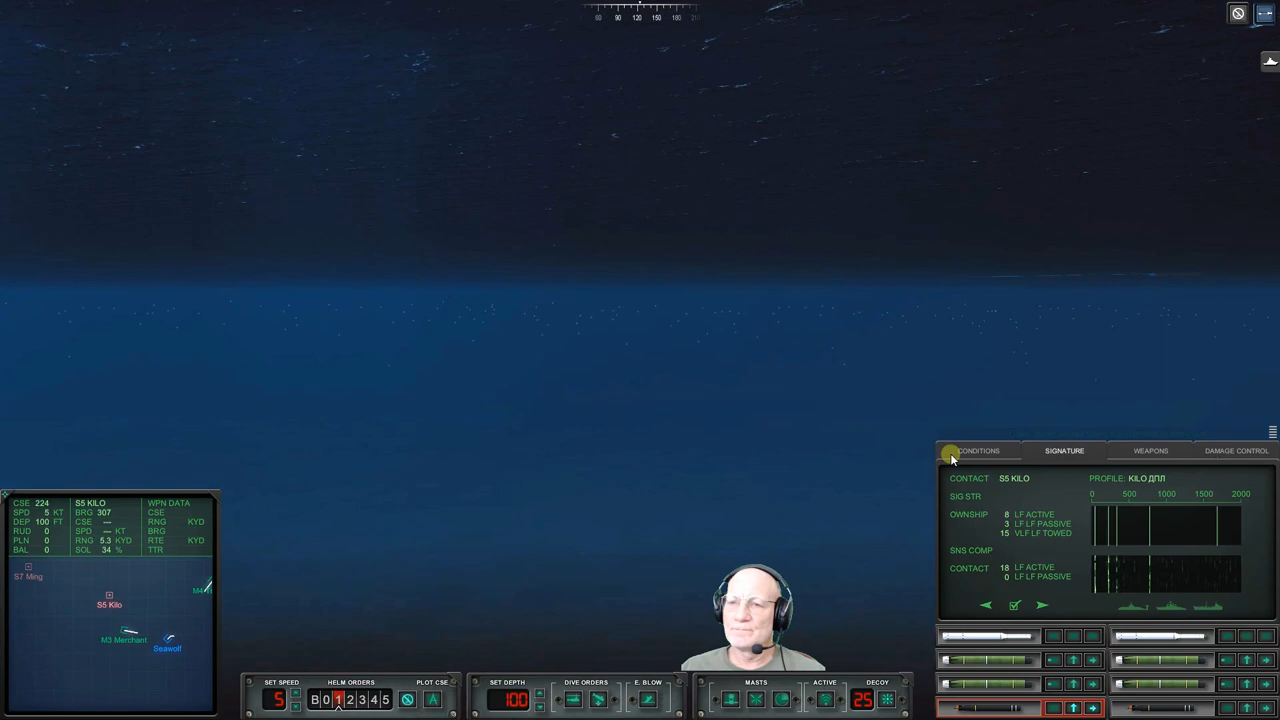 60 90 120 150 180 21
CONDITIONS SIGNATURE WEAPONS DAMAGE CONTROL
CONTACT S5 KILO PROFILE: KILO ДПЛ
SIG STR 0 500 1000 1500 2000
OWNSHIP 8 LF ACTIVE
3 LF LF PASSIVE
15 VLF LF TOWED
SNS COMP
CONTACT 18 LF ACTIVE
0 LF LF PASSIVE
CSE 224 S5 KILO WPN DATA
SPD 5 KT BRG 307 CSE
DEP 100 FT CSE --- RNG KYD
RUD 0 SPD --- KT BRG
PLN 0 RNG 5.3 KYD RTE KYD
BAL 0 SOL 34 % TTR
S7 Ming
S5 Kilo
M3 Merchant
Seawolf
SET SPEED HELM ORDERS PLOT CSE
5 B 0 1 2 3 4 5 A
SET DEPTH DIVE ORDERS E. BLOW
100
MASTS ACTIVE DECOY
25